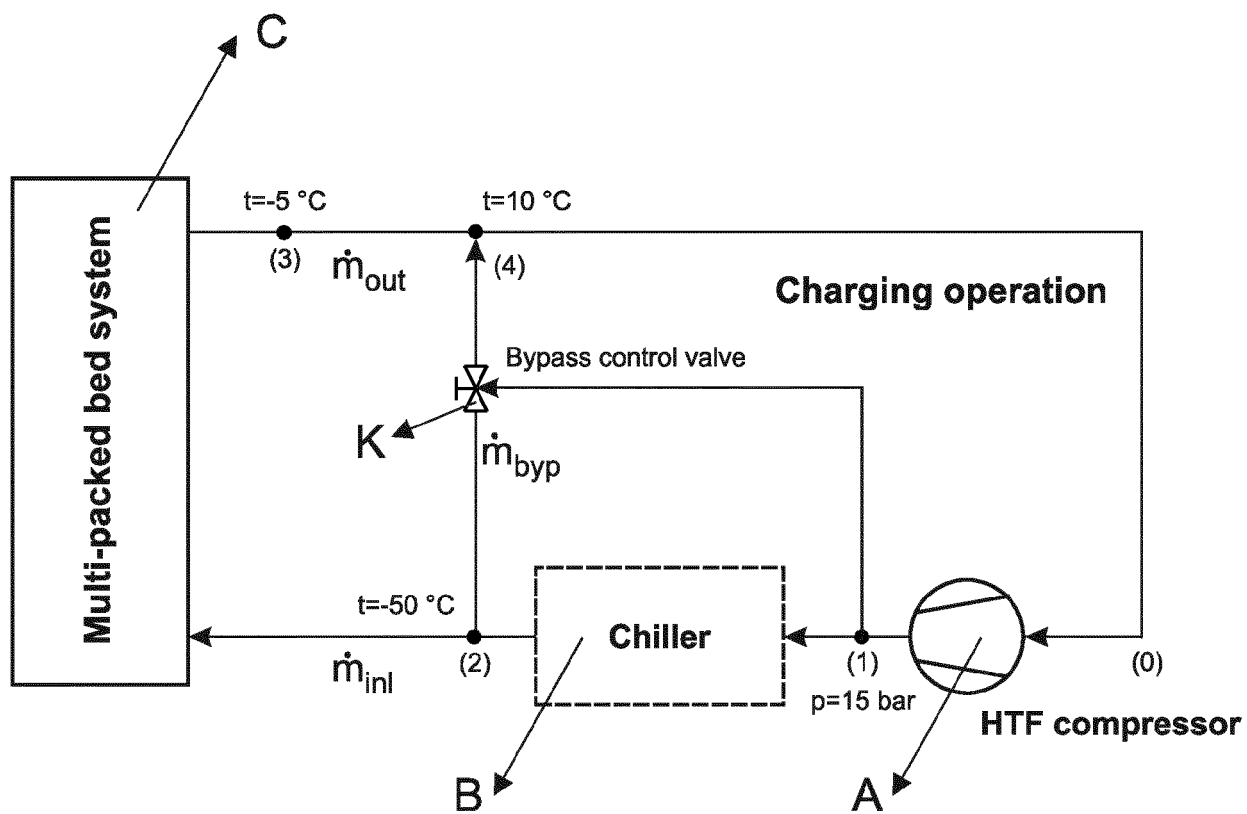 C
t=-5 °C
t=10 °C
(3)
ṁout
(4)
Charging operation
Multi-packed bed system
Bypass control valve
K
ṁbyp
t=-50 °C
Chiller
(2)
(1)
(0)
ṁinl
p=15 bar
HTF compressor
B
A